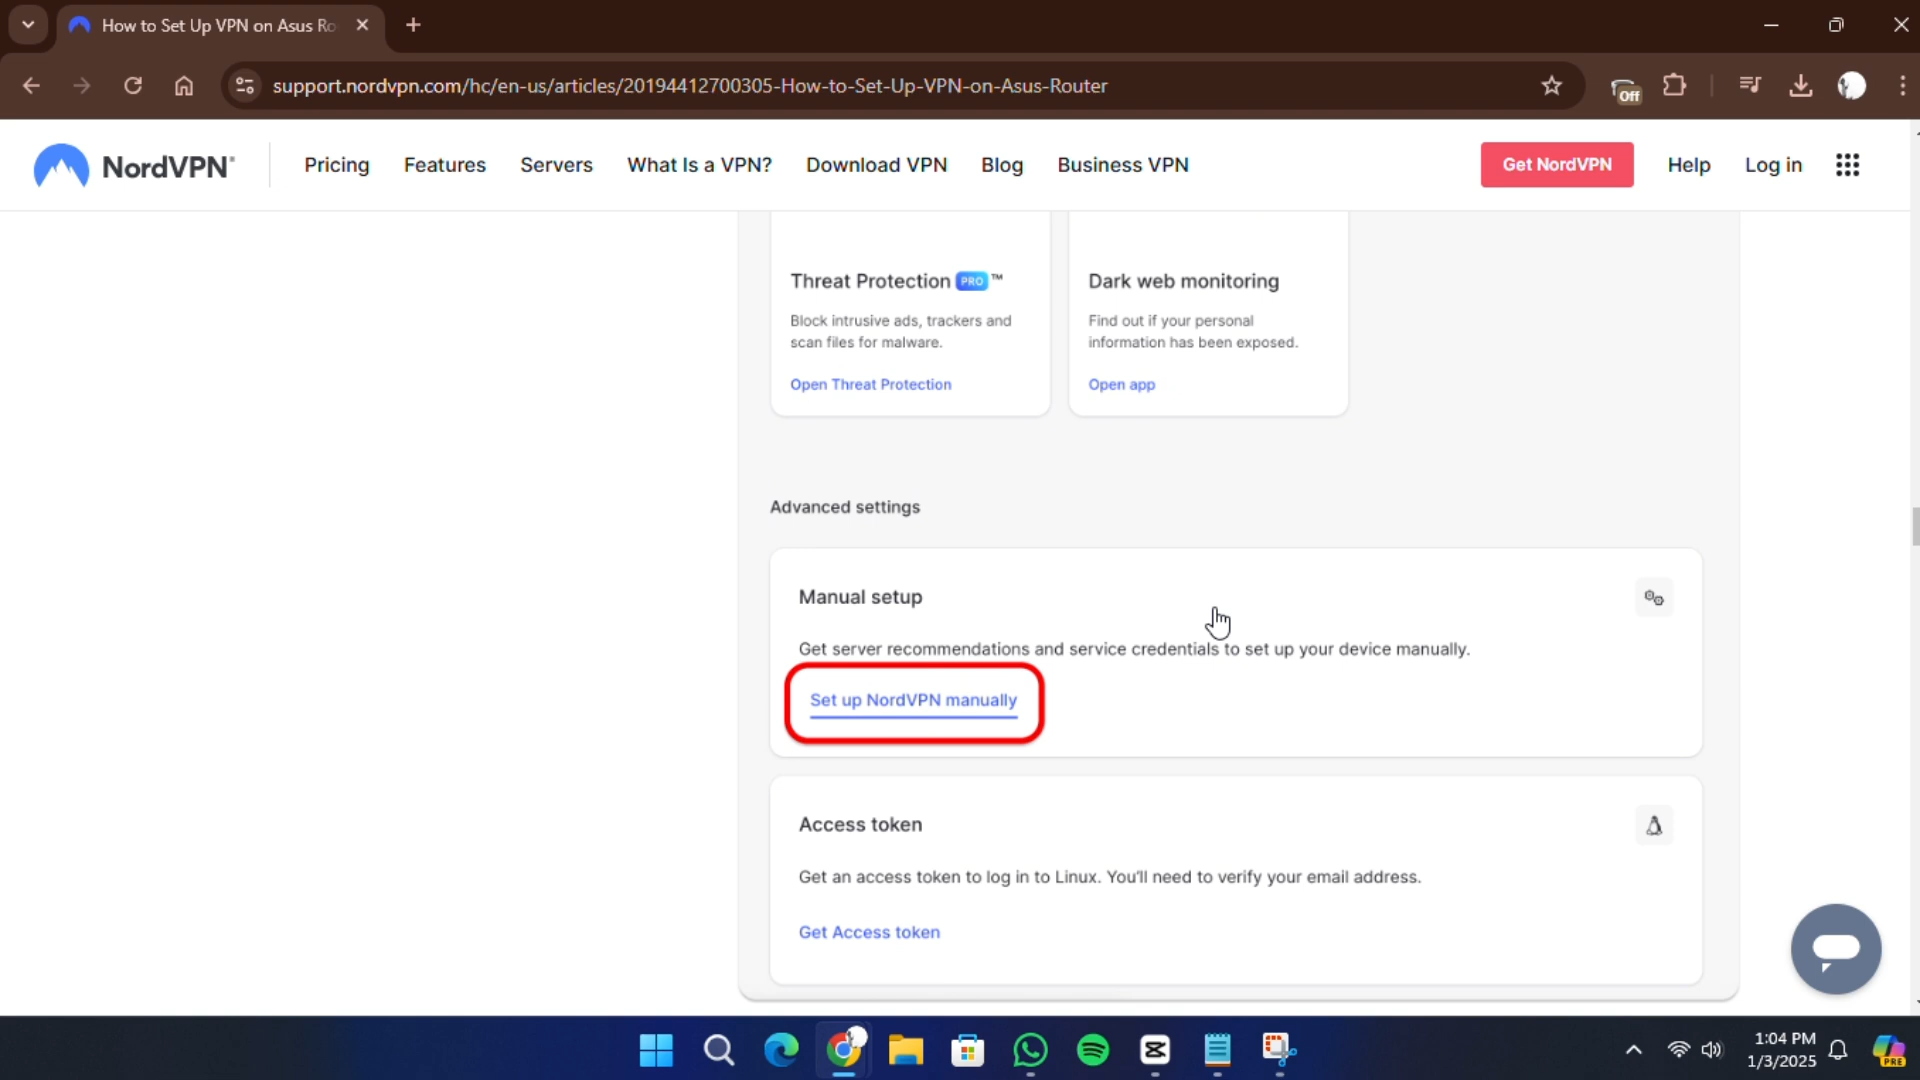 How to Set Up VPN on Asus Ro
support.nordvpn.com/hc/en-us/articles/20194412700305-How-to-Set-Up-VPN-on-Asus-Router
Off
NordVPN®
Pricing
Features
Servers
What Is a VPN?
Download VPN
Blog
Business VPN
Get NordVPN
Help
Log in
Threat Protection PRO ™
Block intrusive ads, trackers and
scan files for malware.
Open Threat Protection
Dark web monitoring
Find out if your personal
information has been exposed.
Open app
Advanced settings
Manual setup
Get server recommendations and service credentials to set up your device manually.
Set up NordVPN manually
Access token
Get an access token to log in to Linux. You'll need to verify your email address.
Get Access token
1:04 PM
1/3/2025
PRE